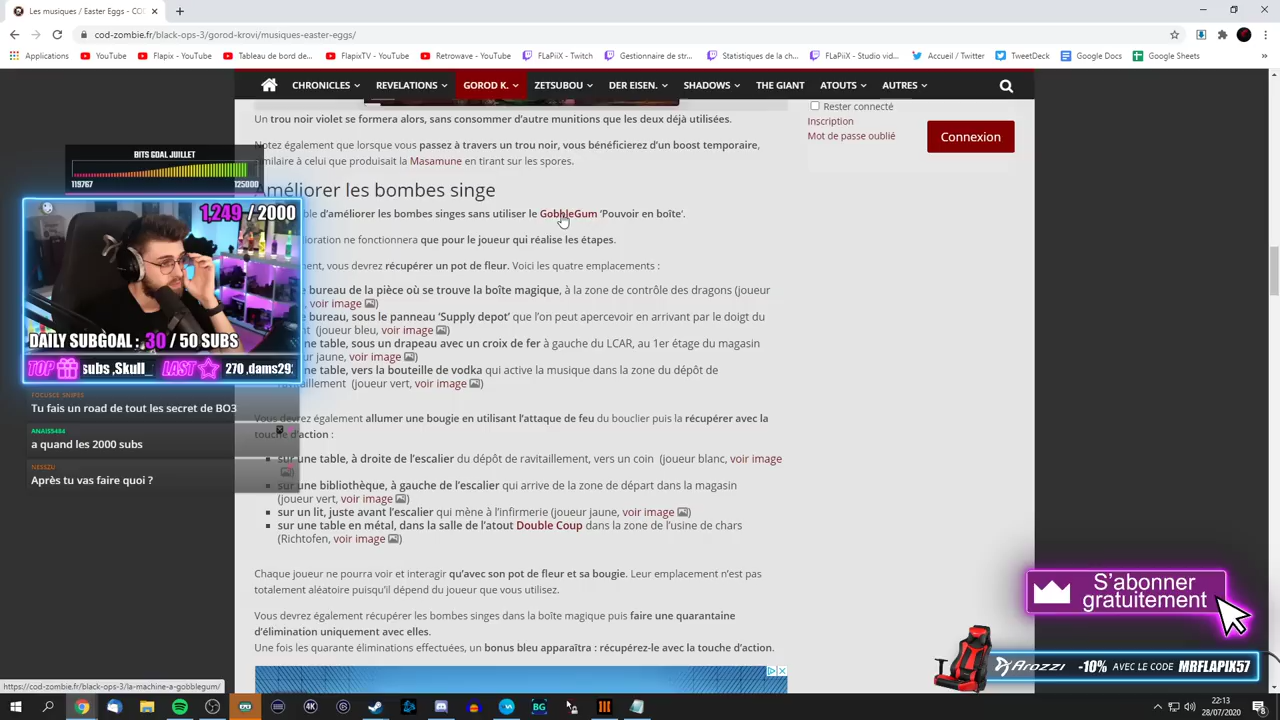 Les musiques / Easter Eggs - CO
cod-zombie.fr/black-ops-3/gorod-krovi/musiques-easter-eggs/
Applications
YouTube
Flapix - YouTube
Tableau de bord de...
FlapixTV - YouTube
Retrowave - YouTube
FLaPiiX - Twitch
Gestionnaire de str...
Statistiques de la ch...
FLaPiiX - Studio vid...
Accueil / Twitter
TweetDeck
Google Docs
Google Sheets
CHRONICLES
REVELATIONS
GOROD K.
ZETSUBOU
DER EISEN.
SHADOWS
THE GIANT
ATOUTS
AUTRES
Rester connecté
Inscription
Mot de passe oublié
Connexion
Un trou noir violet se formera alors, sans consommer d'autre munitions que les deux déjà utilisées.
Notez également que lorsque vous passez à travers un trou noir, vous bénéficierez d'un boost temporaire,
similaire à celui que produisait la Masamune en tirant sur les spores.
BITS GOAL JUILLET
119767
125000
Améliorer les bombes singe
d'améliorer les bombes singes sans utiliser le GobbleGum 'Pouvoir en boîte'.
ne fonctionnera que pour le joueur qui réalise les étapes.
vous devrez récupérer un pot de fleur. Voici les quatre emplacements :
bureau de la pièce où se trouve la boîte magique, à la zone de contrôle des dragons (joueur
voir image )
bureau, sous le panneau 'Supply depot' que l'on peut apercevoir en arrivant par le doigt du
(joueur bleu, voir image )
table, sous un drapeau avec un croix de fer à gauche du LCAR, au 1er étage du magasin
jaune, voir image )
table, vers la bouteille de vodka qui active la musique dans la zone du dépôt de
(joueur vert, voir image )
1,249 / 2000
DAILY SUBGOAL : 30 / 50 SUBS
TOP
subs ,Skull_
LAST
270 ,dams29
Tu fais un road de tout les secret de BO3
ANAIS5484
a quand les 2000 subs
NESSZU
Après tu vas faire quoi ?
Vous devrez également allumer une bougie en utilisant l'attaque de feu du bouclier puis la récupérer avec la
touche d'action :
sur une table, à droite de l'escalier du dépôt de ravitaillement, vers un coin (joueur blanc, voir image
sur une bibliothèque, à gauche de l'escalier qui arrive de la zone de départ dans la magasin
(joueur vert, voir image )
sur un lit, juste avant l'escalier qui mène à l'infirmerie (joueur jaune, voir image )
sur une table en métal, dans la salle de l'atout Double Coup dans la zone de l'usine de chars
(Richtofen, voir image )
Chaque joueur ne pourra voir et interagir qu'avec son pot de fleur et sa bougie. Leur emplacement n'est pas
totalement aléatoire puisqu'il dépend du joueur que vous utilisez.
Vous devrez également récupérer les bombes singes dans la boîte magique puis faire une quarantaine
d'élimination uniquement avec elles.
Une fois les quarante éliminations effectuées, un bonus bleu apparaîtra : récupérez-le avec la touche d'action.
S'abonner
gratuitement
AROZZI -10% AVEC LE CODE MRFLAPIX57
https://cod-zombie.fr/black-ops-3/la-machine-a-gobblegum/
22:13
28/07/2020